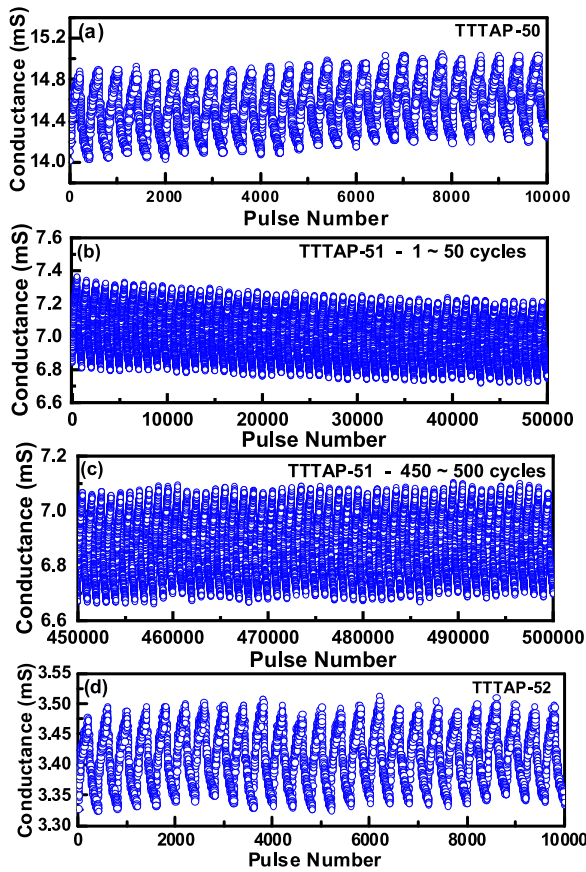 (a) TTTAP-50
Conductance (mS)
15.2
14.8
14.4
14.0
0 2000 4000 6000 8000 10000
Pulse Number
(b) TTTAP-51 - 1 ~ 50 cycles
Conductance (mS)
7.6
7.4
7.2
7.0
6.8
6.6
0 10000 20000 30000 40000 50000
Pulse Number
(c) TTTAP-51 - 450 ~ 500 cycles
Conductance (mS)
7.2
7.0
6.8
6.6
450000 460000 470000 480000 490000 500000
Pulse Number
(d) TTTAP-52
Conductance (mS)
3.55
3.50
3.45
3.40
3.35
3.30
0 2000 4000 6000 8000 10000
Pulse Number